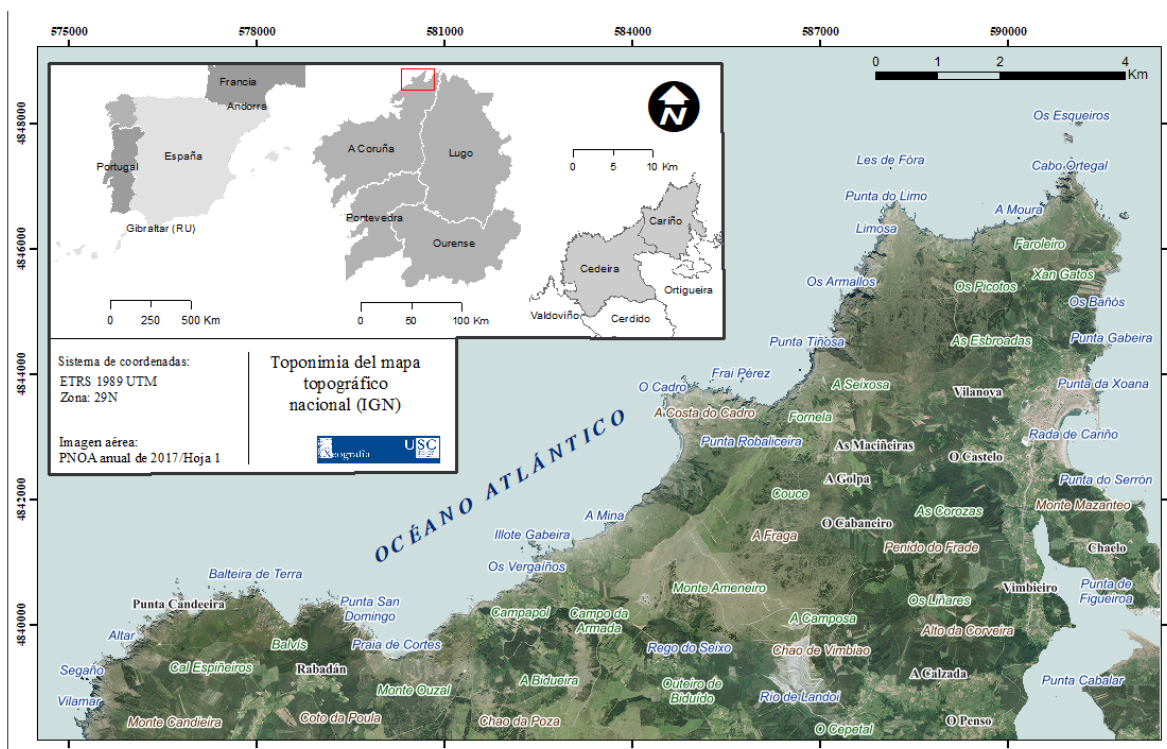 575000 578000 581000 584000 587000 590000
4848000
4846000
4844000
4842000
4840000
Francia
Andorra
España
Portugal
Gibraltar (RU)
0 250 500 Km
A Coruña
Lugo
Pontevedra
Ourense
0 50 100 Km
N
0 5 10 Km
Cariño
Cedeira
Ortigueira
Valdoviño
Cerdido
Sistema de coordenadas:
ETRS 1989 UTM
Zona: 29N
Imagen aérea:
PNOA anual de 2017/Hoja 1
Toponimia del mapa
topográfico
nacional (IGN)
Xeografía
USC
0 1 2 4
Km
Os Esqueiros
Les de Fóra
Cabo Ortegal
Punta do Limo
A Moura
Limosa
Faroleiro
Xan Gatos
Os Armallos
Os Picotos
Os Bañós
Punta Tiñosa
As Esbroadas
Punta Gabeira
Frai Pérez
O Cadro
A Seixosa
Vilanova
Punta da Xoana
A Costa do Cadro
Fornela
Punta Robaliceira
As Maciñeiras
Rada de Cariño
O Castelo
A Golpa
Punta do Serrón
Couce
Monte Mazanteo
A Mina
As Corozas
O Cabaneiro
OCÉANO ATLÁNTICO
Illote Gabeira
A Fraga
Penido do Frade
Chaelo
Os Vergaíños
Balteira de Terra
Monte Ameneiro
Vimbieiro
Punta de
Figueiroa
Punta Candeeira
Punta San
Domingo
Campapol
Campo da
Armada
Os Líñares
A Camposa
Alto da Corveira
Altar
Balvís
Praia de Cortes
Rego do Seixo
Chao de Vimbiao
Segaño
Cal Espiñeiros
Rabadán
A Bidueira
Outeiro de
Biduído
A Calzada
Punta Cabalar
Vilamar
Monte Ouzal
Río de Landoi
Monte Candieira
Coto da Poula
Chao da Poza
O Cepetal
O Penso